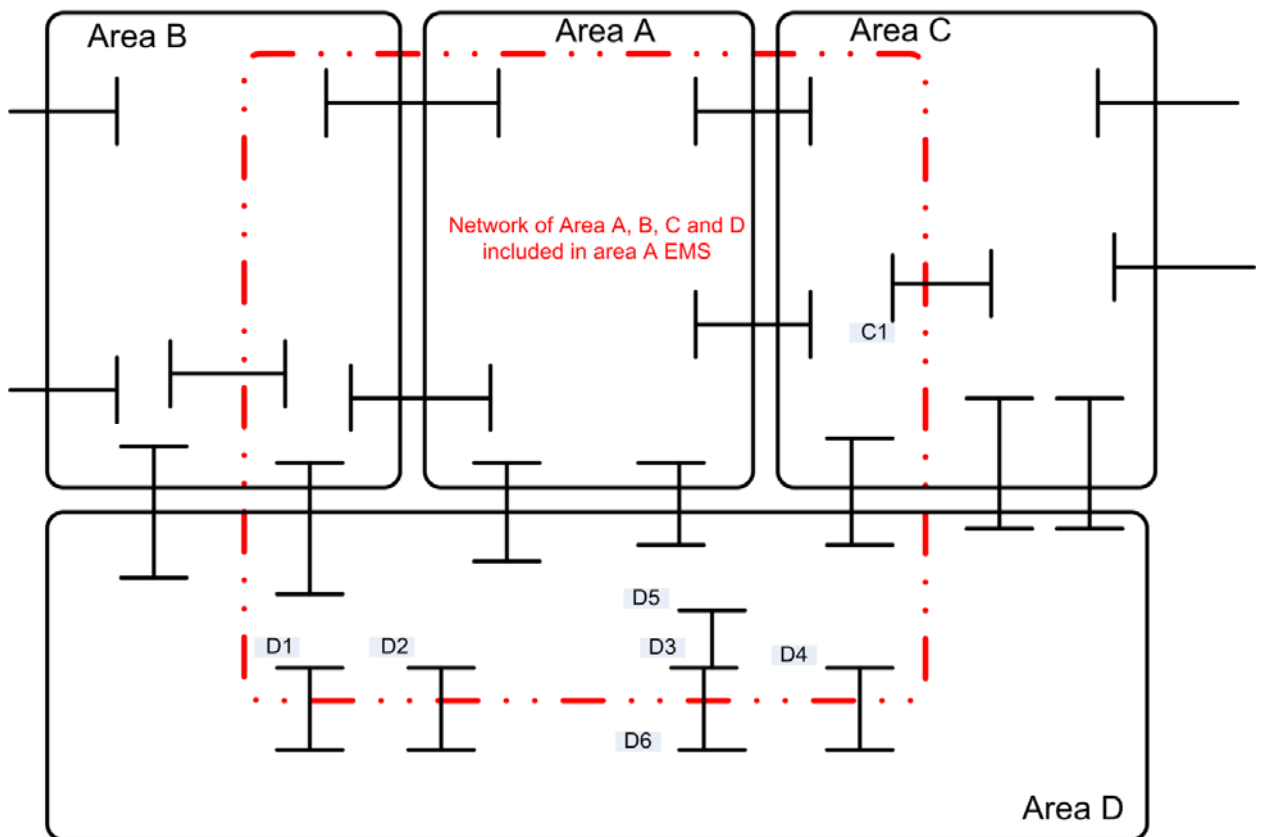 Area B
Area A
Area C
Network of Area A, B, C and D
included in area A EMS
C1
D5
D1
D2
D3
D4
D6
Area D